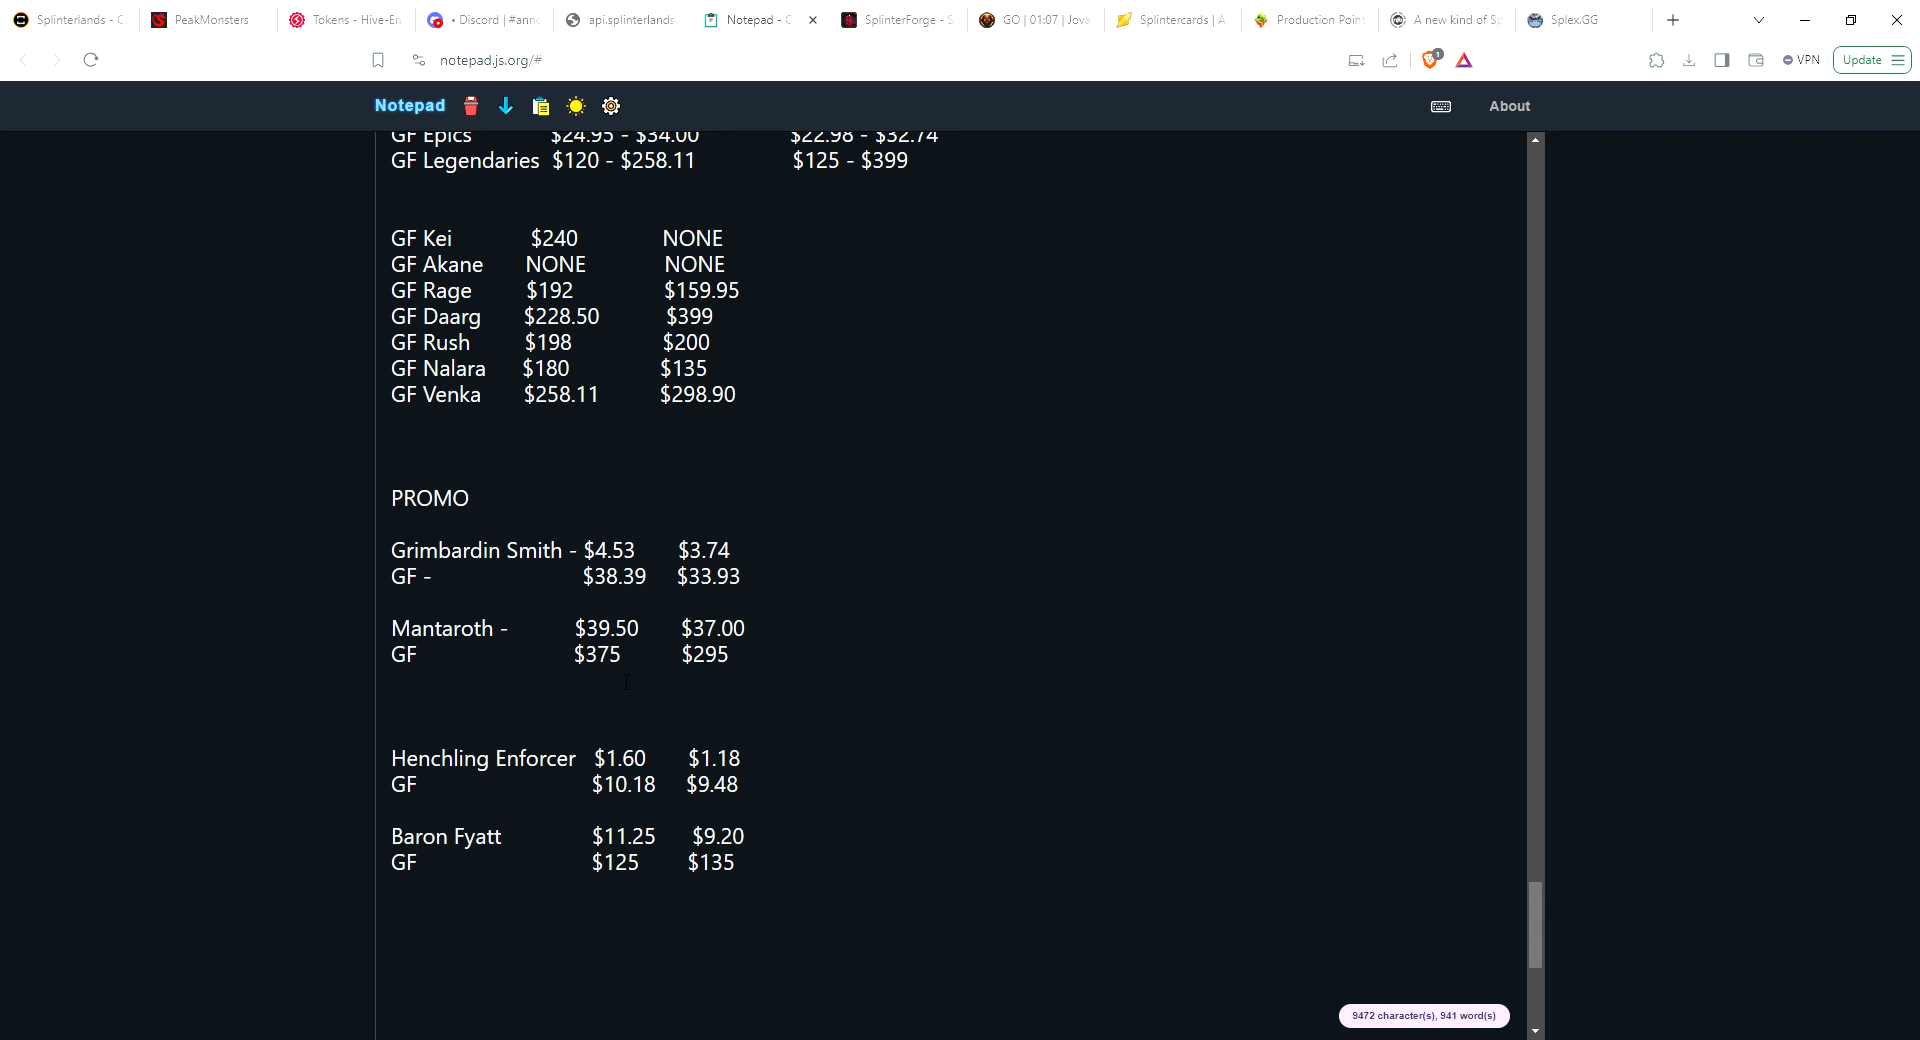 Splinterlands - C
PeakMonsters
Tokens - Hive-En
• Discord | #anno
api.splinterlands.
Notepad - C
SplinterForge - S
GO | 01:07 | Jova
Splintercards | A
Production Point
A new kind of Sc
Splex.GG
notepad.js.org/#
1
VPN
Update
Notepad
About
GF Epics $24.95 - $34.00 $22.98 - $32.74
GF Legendaries $120 - $258.11 $125 - $399
GF Kei $240 NONE
GF Akane NONE NONE
GF Rage $192 $159.95
GF Daarg $228.50 $399
GF Rush $198 $200
GF Nalara $180 $135
GF Venka $258.11 $298.90
PROMO
Grimbardin Smith - $4.53 $3.74
GF - $38.39 $33.93
Mantaroth - $39.50 $37.00
GF $375 $295
Henchling Enforcer $1.60 $1.18
GF $10.18 $9.48
Baron Fyatt $11.25 $9.20
GF $125 $135
9472 character(s), 941 word(s)